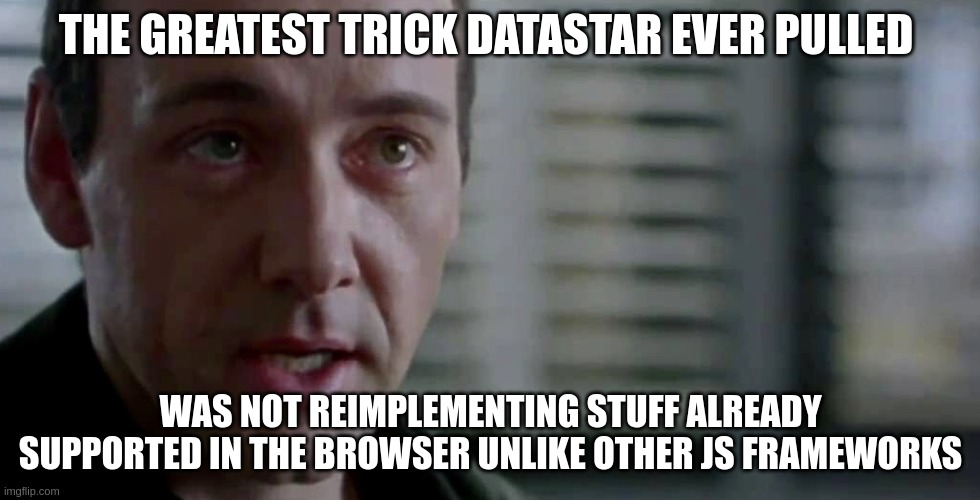 THE GREATEST TRICK DATASTAR EVER PULLED
WAS NOT REIMPLEMENTING STUFF ALREADY
SUPPORTED IN THE BROWSER UNLIKE OTHER JS FRAMEWORKS
imgflip.com